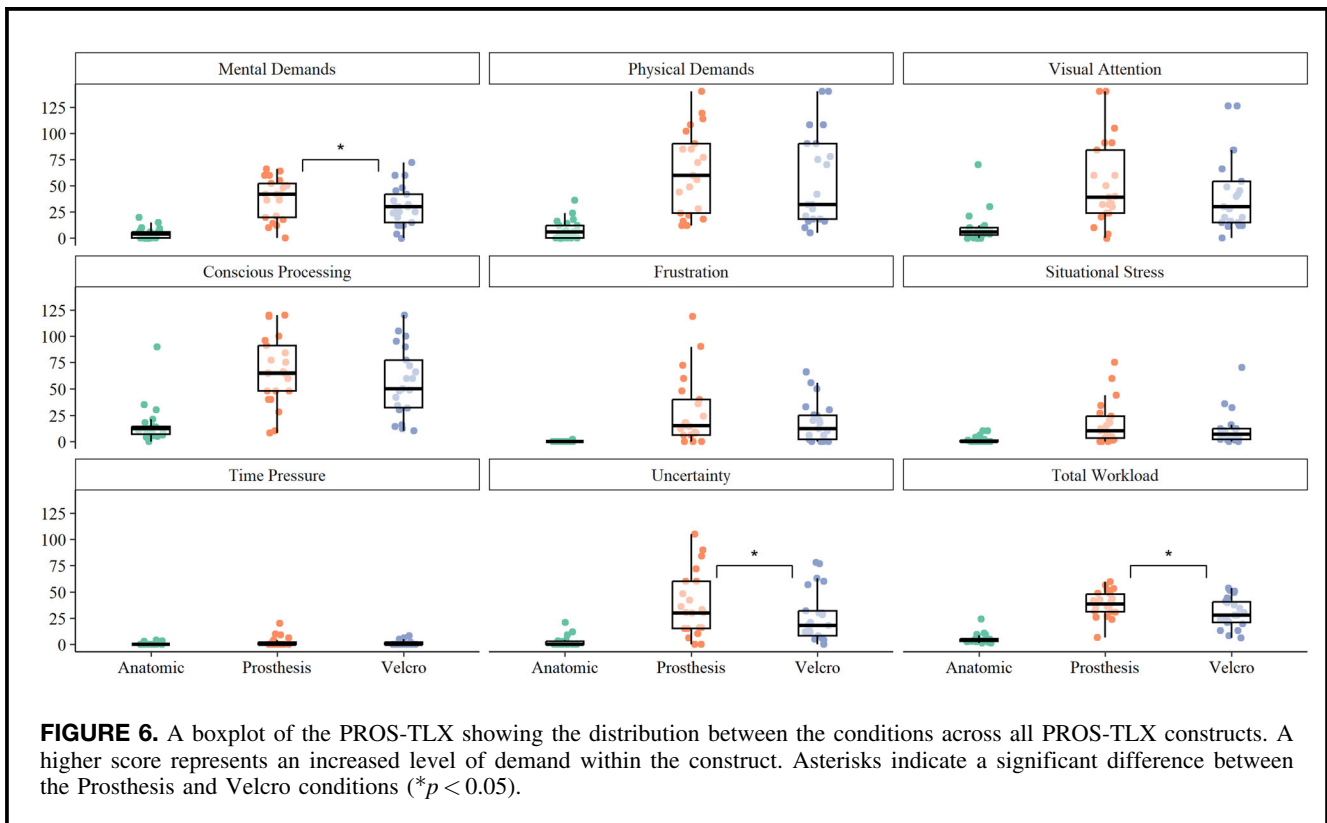 Mental Demands Physical Demands Visual Attention
125
100
75
50
25
0
*
Conscious Processing Frustration Situational Stress
125
100
75
50
25
0
Time Pressure Uncertainty Total Workload
125
100
75
50
25
0
* *
Anatomic Prosthesis Velcro Anatomic Prosthesis Velcro Anatomic Prosthesis Velcro
FIGURE 6. A boxplot of the PROS-TLX showing the distribution between the conditions across all PROS-TLX constructs. A
higher score represents an increased level of demand within the construct. Asterisks indicate a significant difference between
the Prosthesis and Velcro conditions (*p < 0.05).